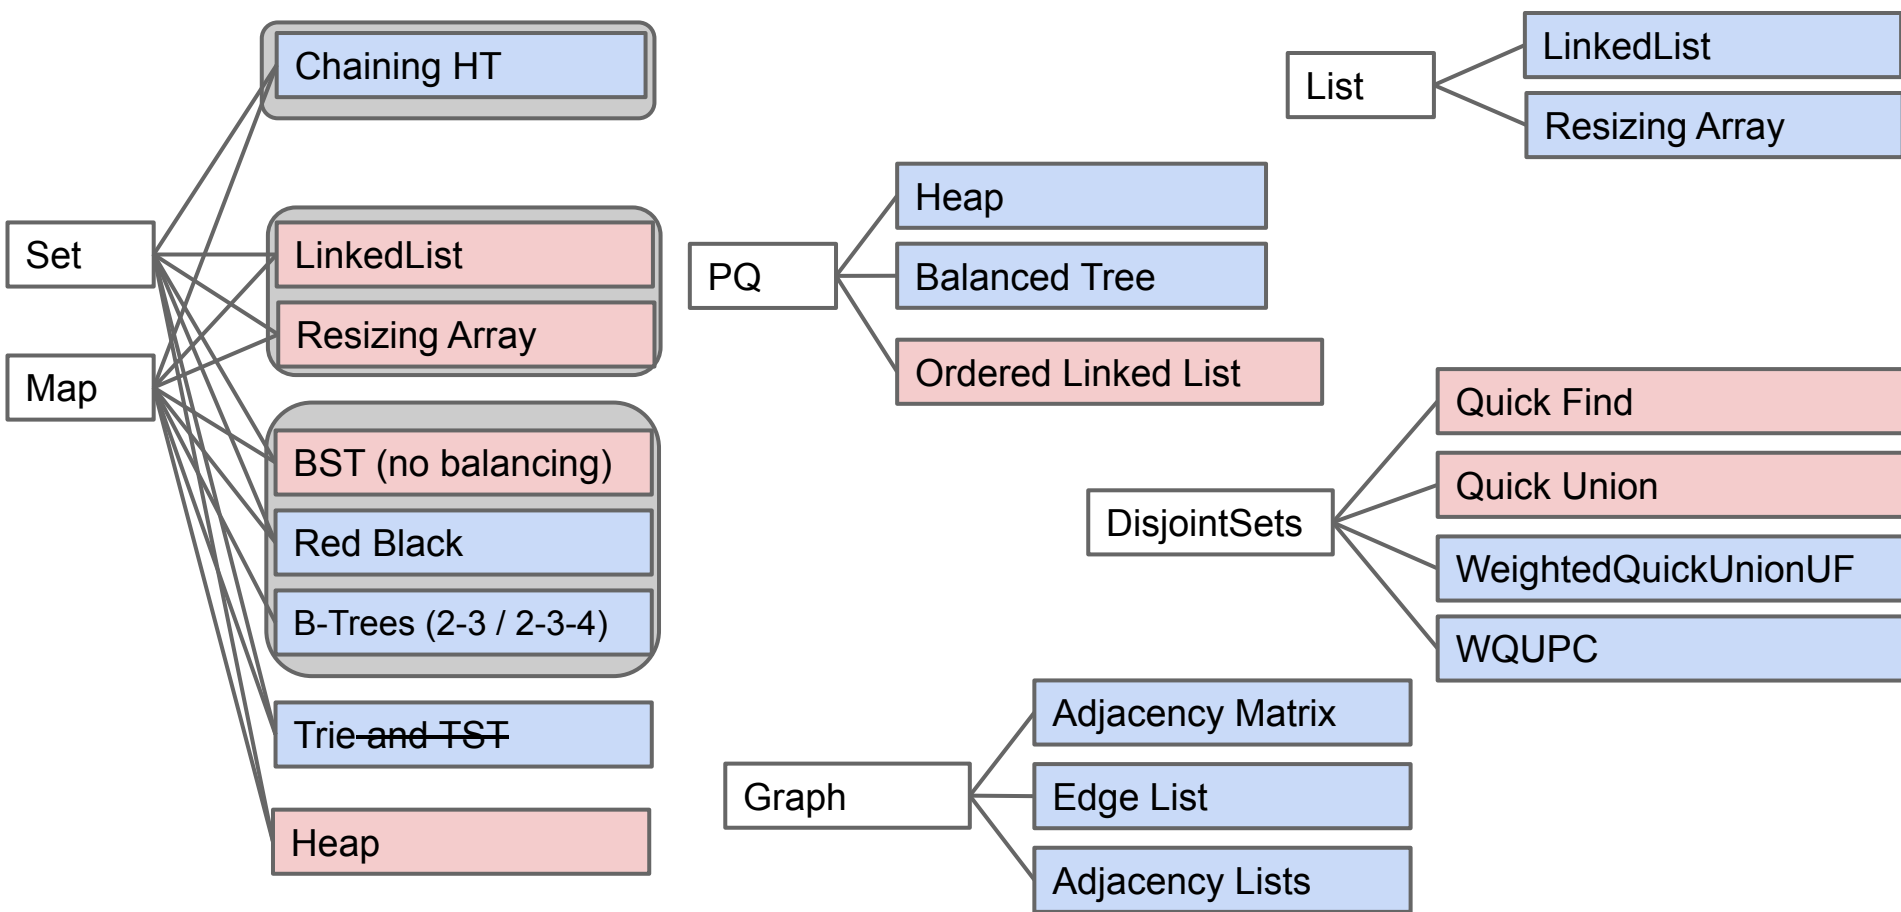 Chaining HT
Set
LinkedList
Resizing Array
Map
BST (no balancing)
Red Black
B-Trees (2-3 / 2-3-4)
Trie and TST
Heap
List
LinkedList
Resizing Array
PQ
Heap
Balanced Tree
Ordered Linked List
DisjointSets
Quick Find
Quick Union
WeightedQuickUnionUF
WQUPC
Graph
Adjacency Matrix
Edge List
Adjacency Lists